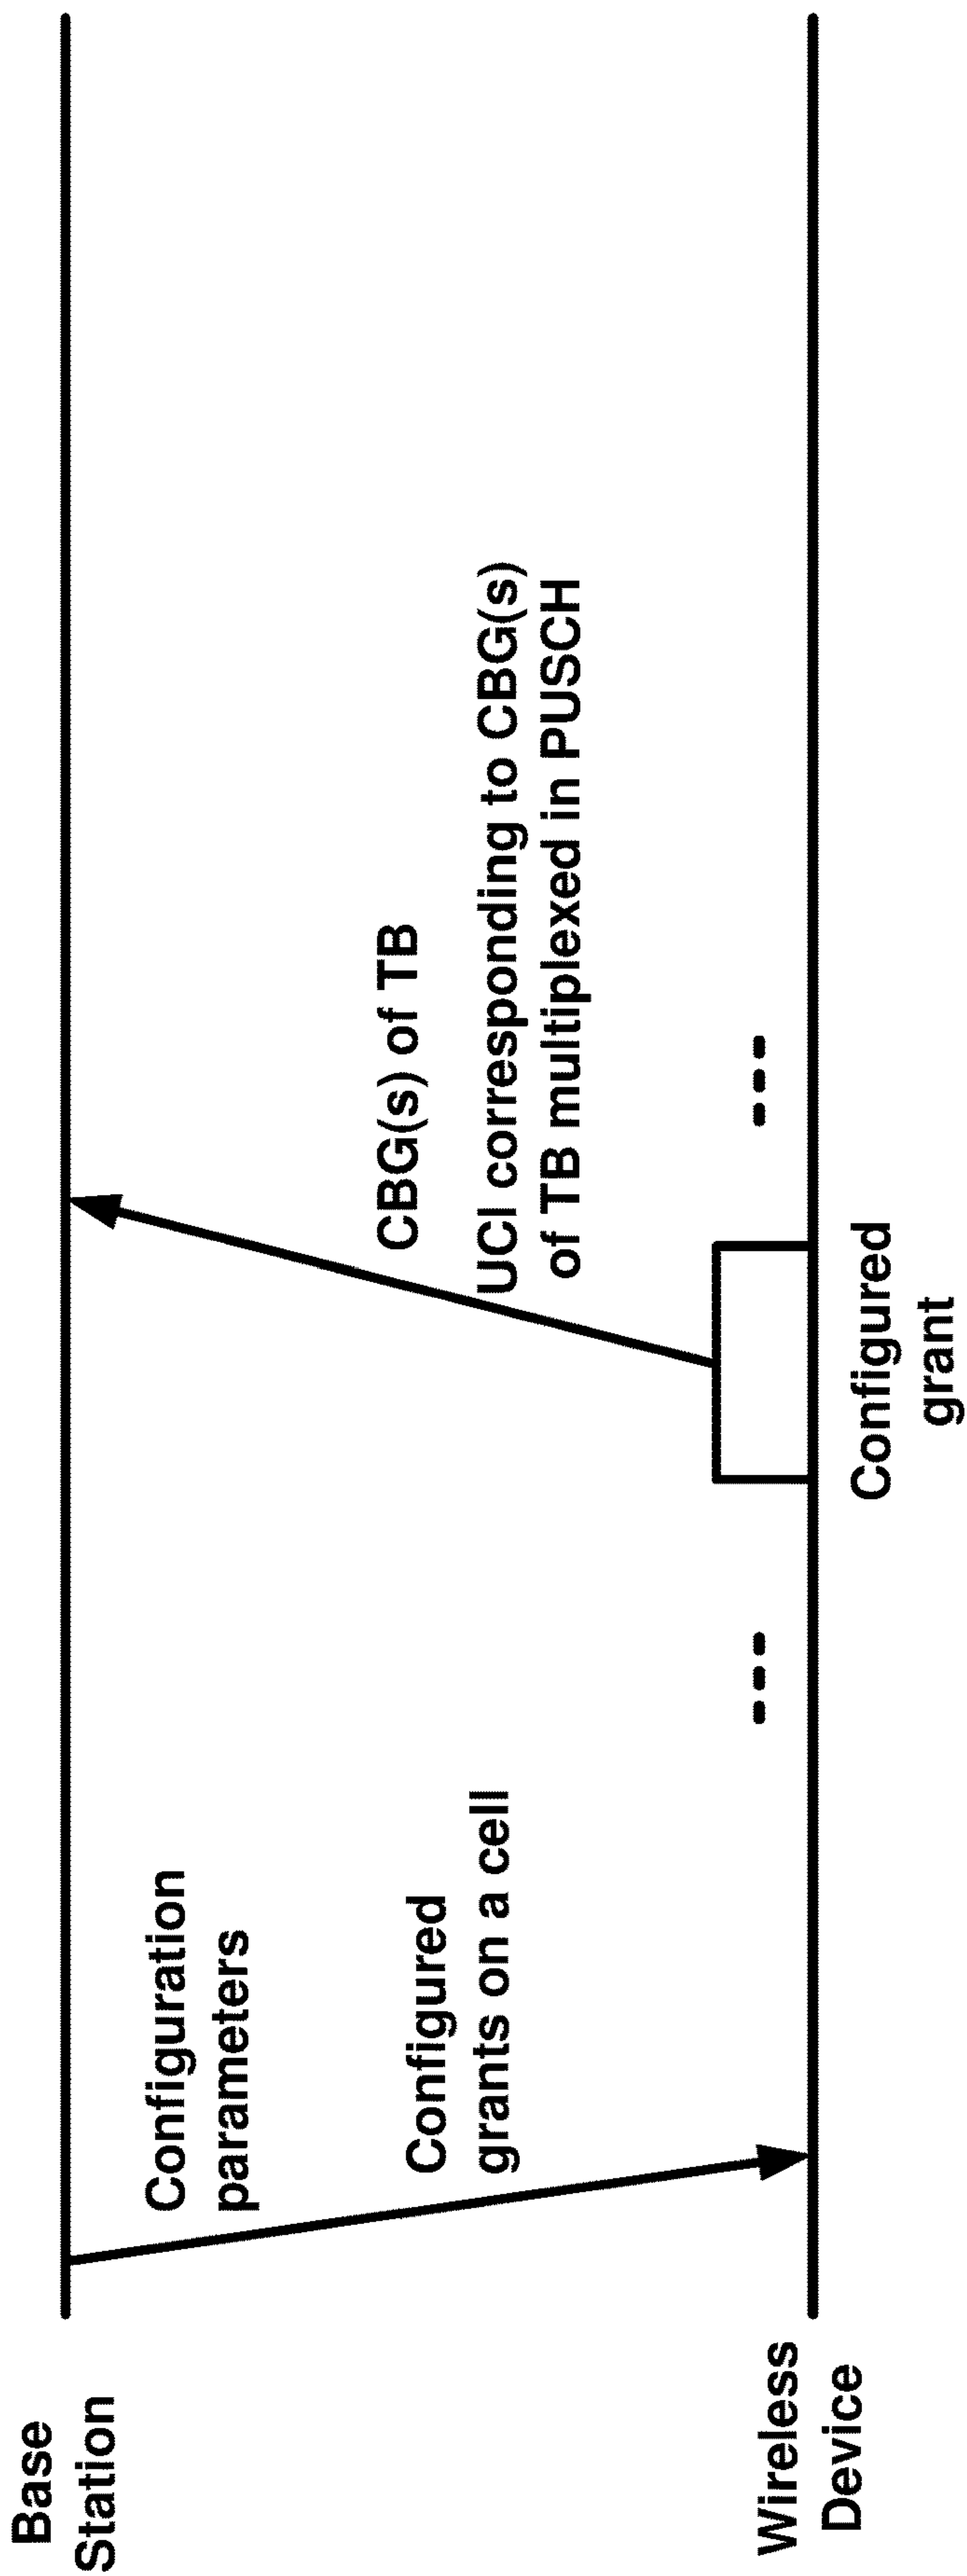 Base
Station
Configuration
parameters
Configured
grants on a cell
CBG(s) of TB
UCI corresponding to CBG(s)
of TB multiplexed in PUSCH
Wireless
Device
Configured
grant